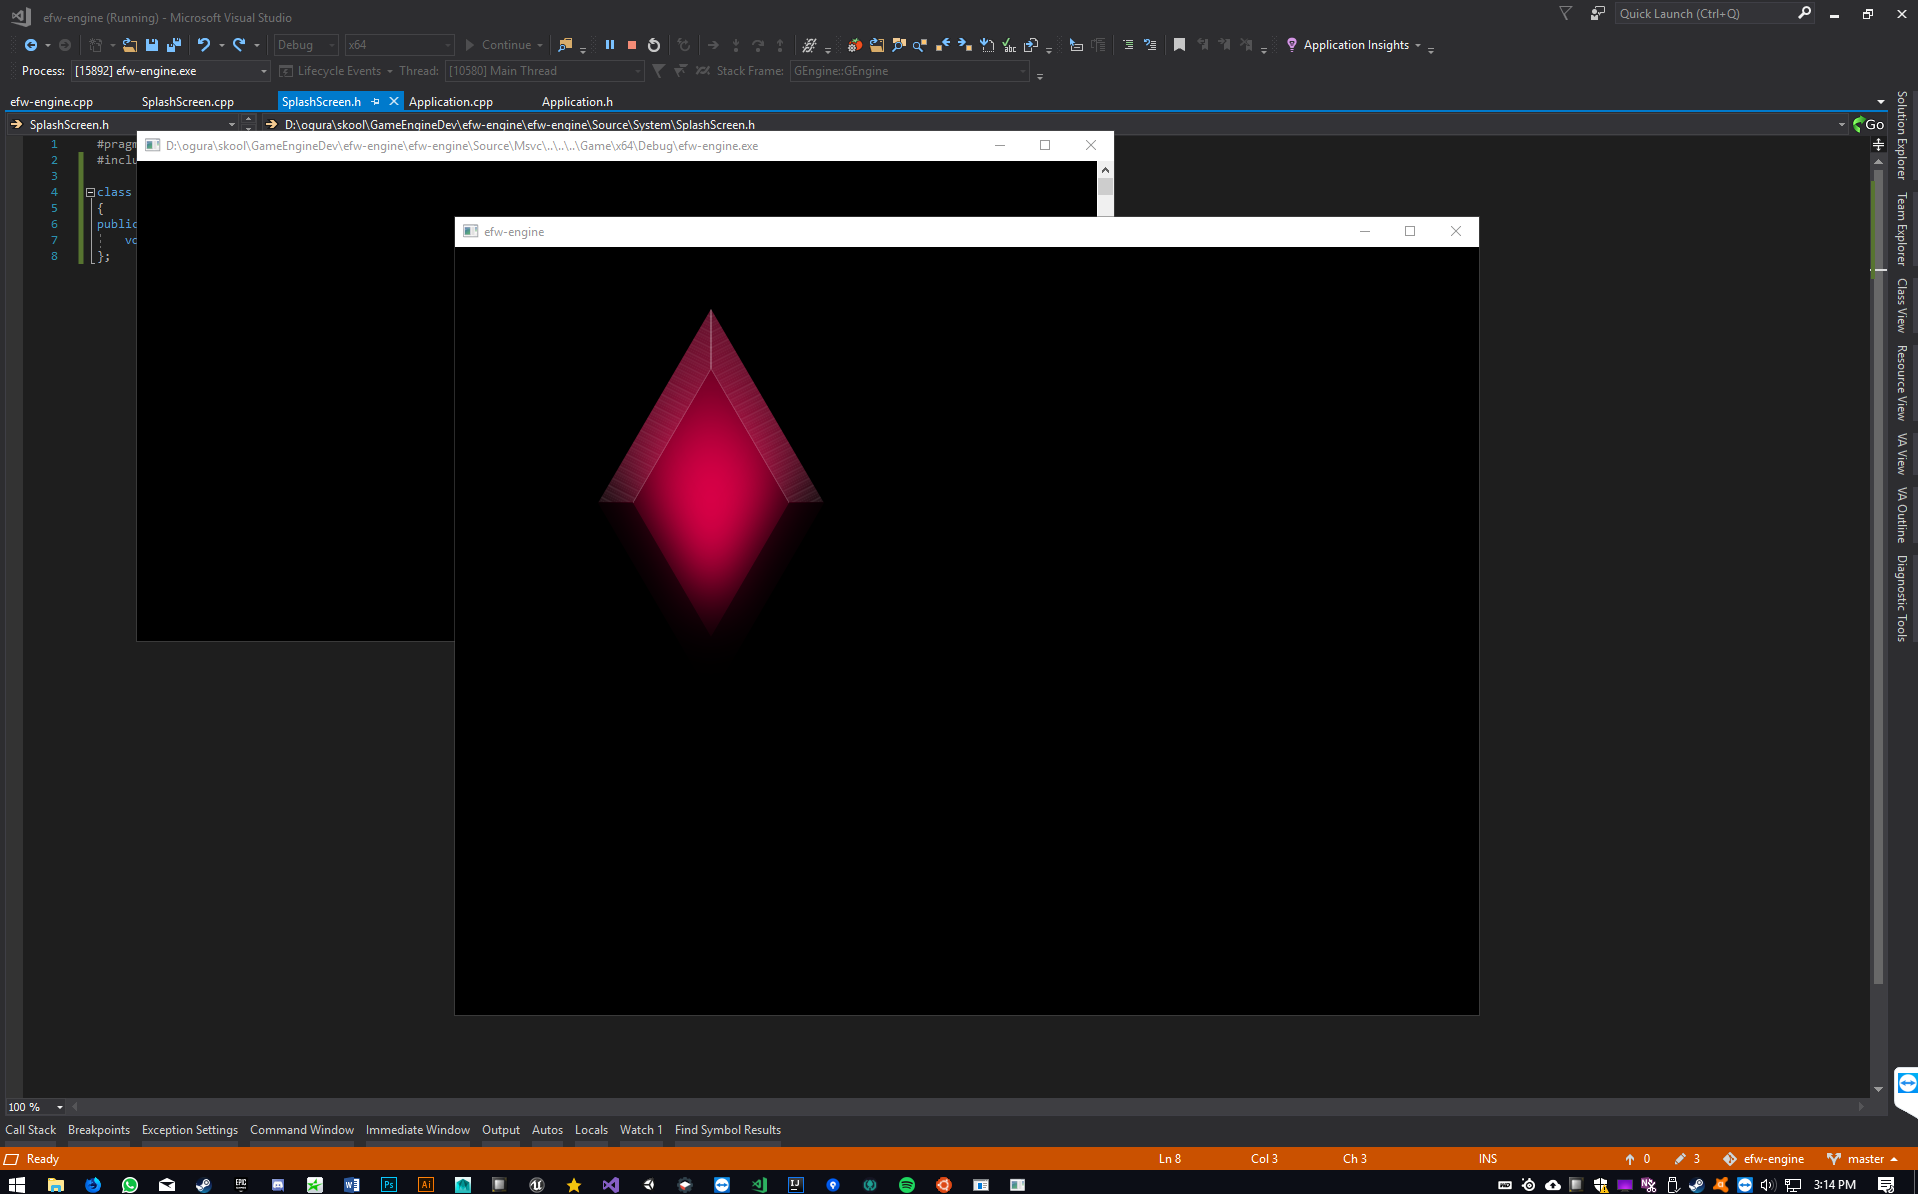 efw-engine (Running) - Microsoft Visual Studio
Quick Launch (Ctrl+Q)
Debug x64 Continue Application Insights
Process: [15892] efw-engine.exe Lifecycle Events Thread: [10580] Main Thread Stack Frame: GEngine::GEngine
efw-engine.cpp SplashScreen.cpp SplashScreen.h Application.cpp Application.h
SplashScreen.h D:\ogura\skool\GameEngineDev\efw-engine\efw-engine\Source\System\SplashScreen.h Go
D:\ogura\skool\GameEngineDev\efw-engine\efw-engine\Source\Msvc\..\..\..\Game\x64\Debug\efw-engine.exe
1 #pragm
2 #inclu
3
4 class
5 {
6 public
7 vo
8 };
efw-engine
Solution Explorer
Team Explorer
Class View
Resource View
VA View
VA Outline
Diagnostic Tools
100 %
Call Stack Breakpoints Exception Settings Command Window Immediate Window Output Autos Locals Watch 1 Find Symbol Results
Ready Ln 8 Col 3 Ch 3 INS 0 3 efw-engine master
EPIC Ps Ai IJ 3:14 PM